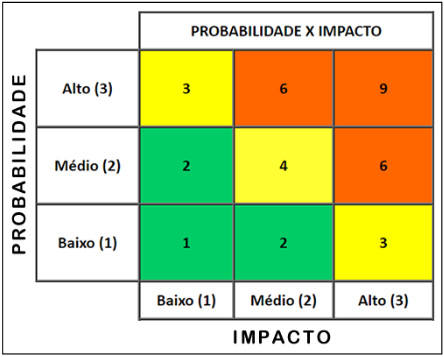 PROBABILIDADE X IMPACTO
PROBABILIDADE
Alto (3) 3 6 9
Médio (2) 2 4 6
Baixo (1) 1 2 3
Baixo (1) Médio (2) Alto (3)
IMPACTO